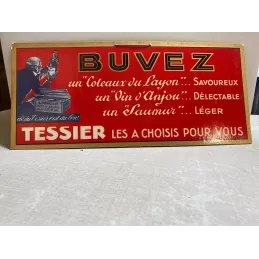 BUVEZ
un "Coteaux du Layon"... SAVOUREUX
un "Vin d'Anjou"... DÉLECTABLE
un "Saumur"... LÉGER
TESSIER LES A CHOISIS POUR VOUS